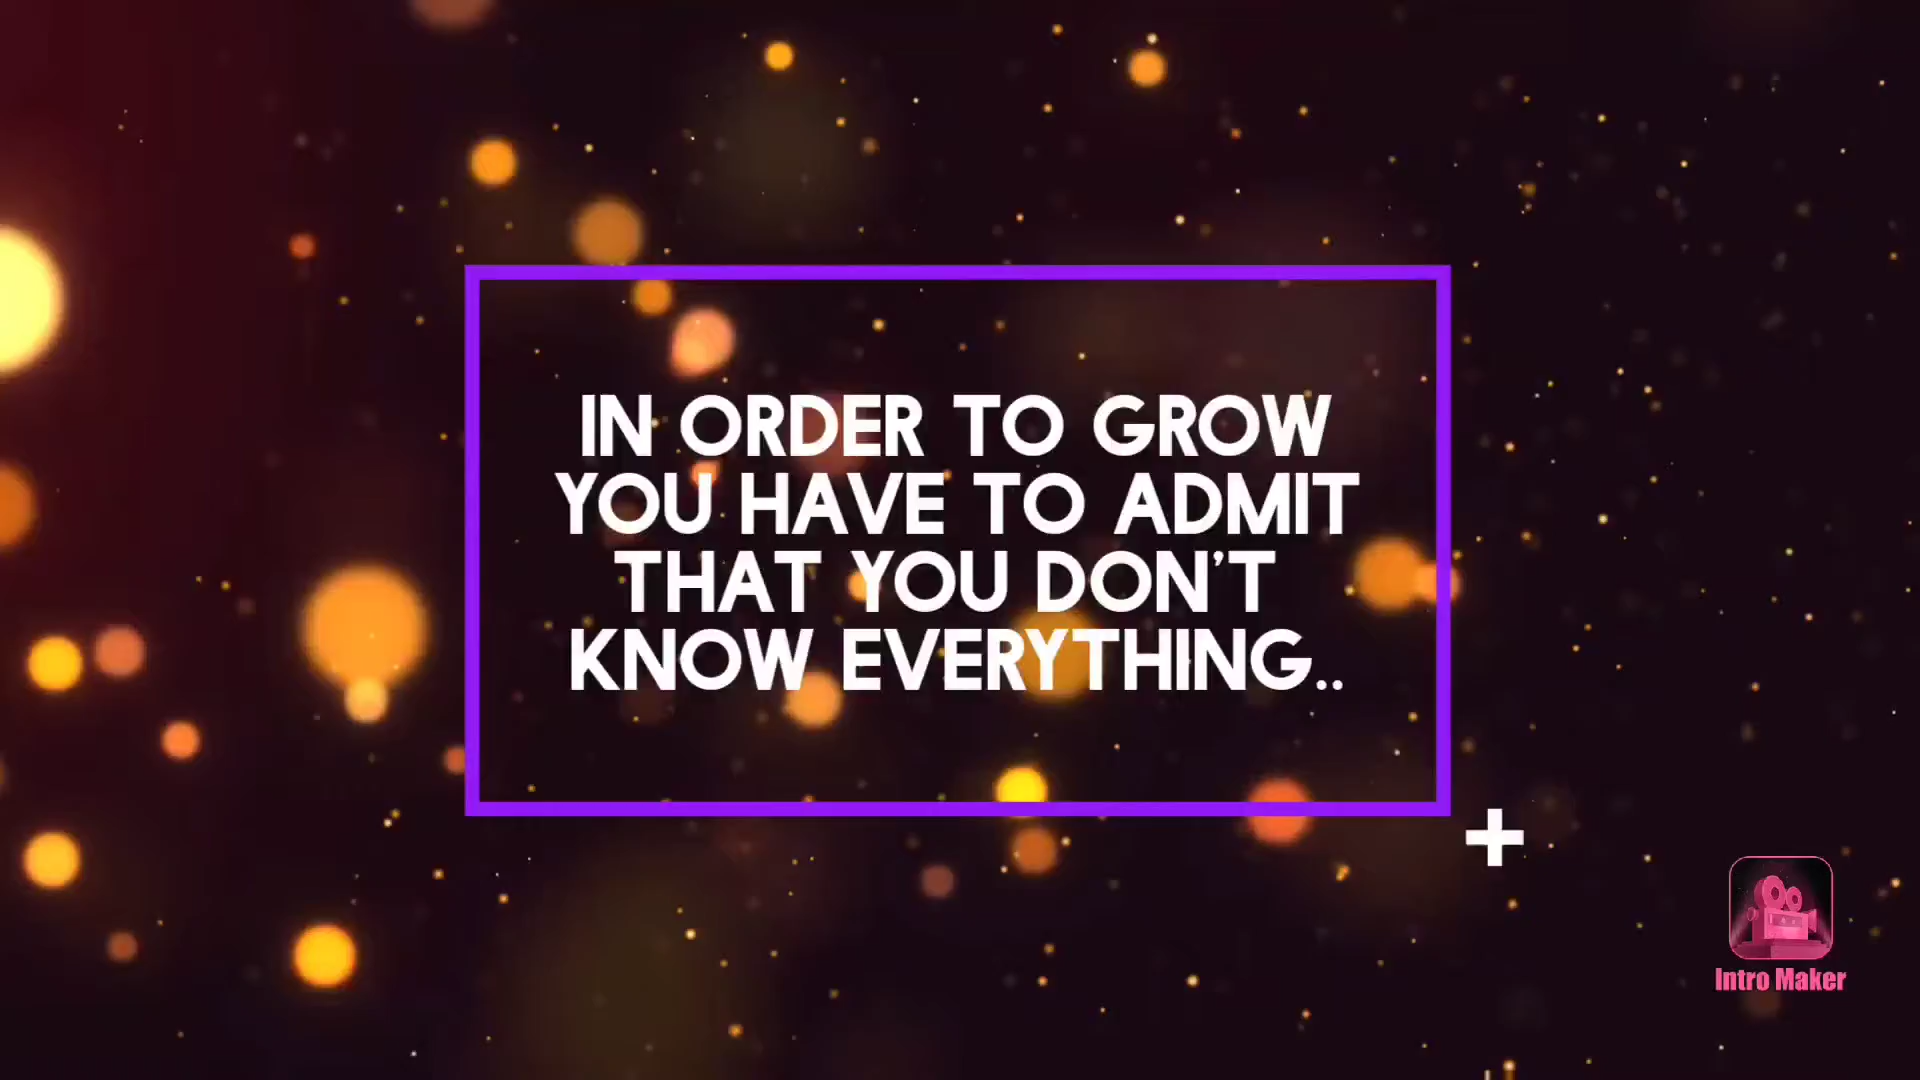 IN ORDER TO GROW
YOU HAVE TO ADMIT
THAT YOU DON'T
KNOW EVERYTHING..
Intro Maker